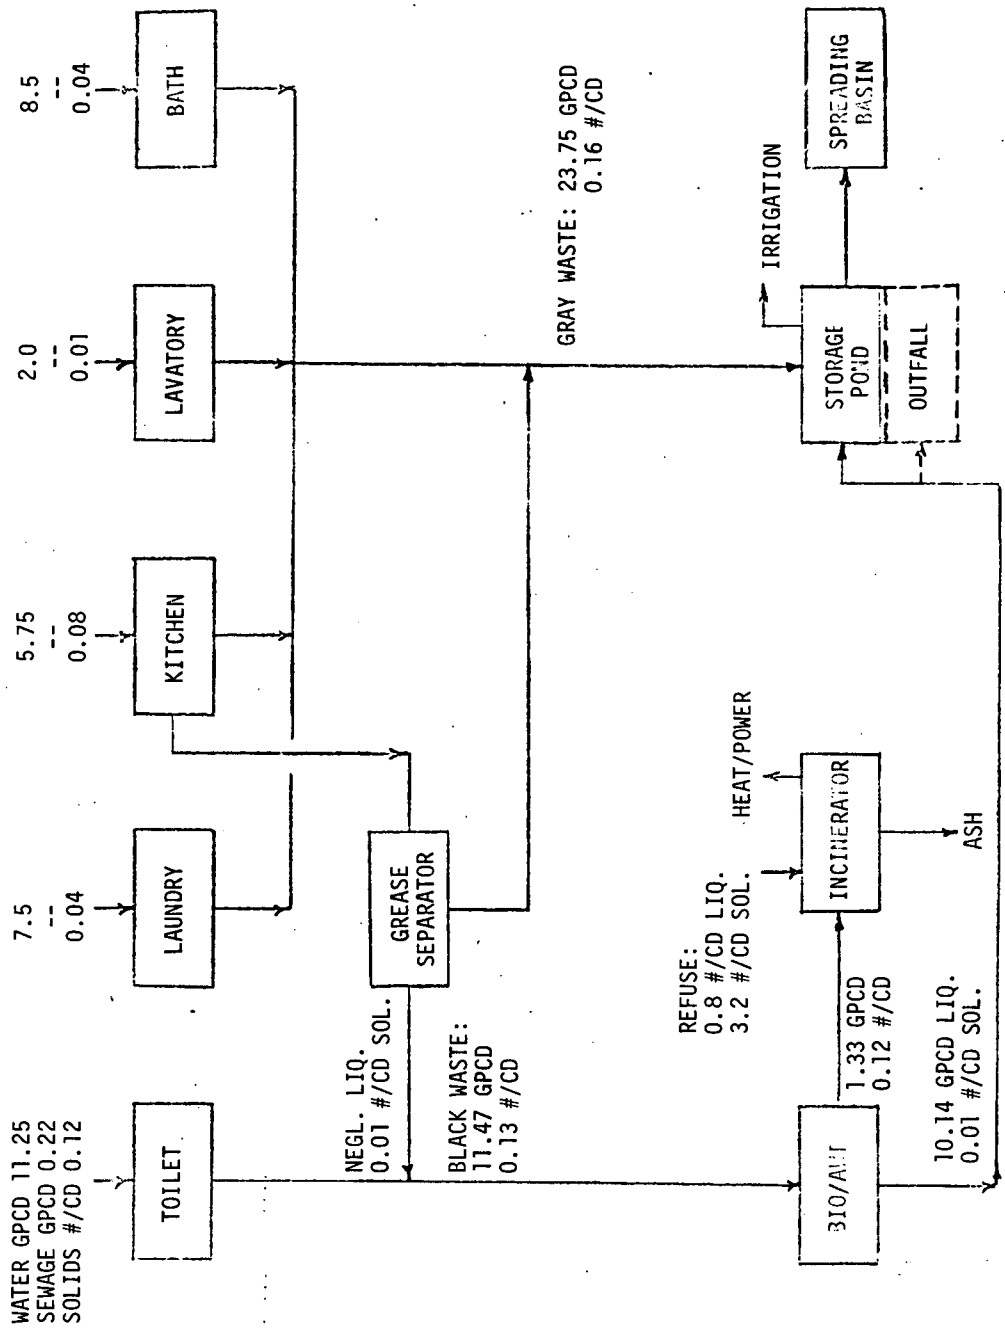 WATER GPCD 11.25
SEWAGE GPCD 0.22
SOLIDS #/CD 0.12
7.5
--
0.04
5.75
--
0.08
2.0
--
0.01
8.5
--
0.04
TOILET
LAUNDRY
KITCHEN
LAVATORY
BATH
GREASE
SEPARATOR
NEGL. LIQ.
0.01 #/CD SOL.
BLACK WASTE:
11.47 GPCD
0.13 #/CD
GRAY WASTE: 23.75 GPCD
0.16 #/CD
REFUSE:
0.8 #/CD LIQ.
3.2 #/CD SOL.
HEAT/POWER
IRRIGATION
INCINERATOR
STORAGE
POND
OUTFALL
SPREADING
BASIN
1.33 GPCD
0.12 #/CD
ASH
10.14 GPCD LIQ.
0.01 #/CD SOL.